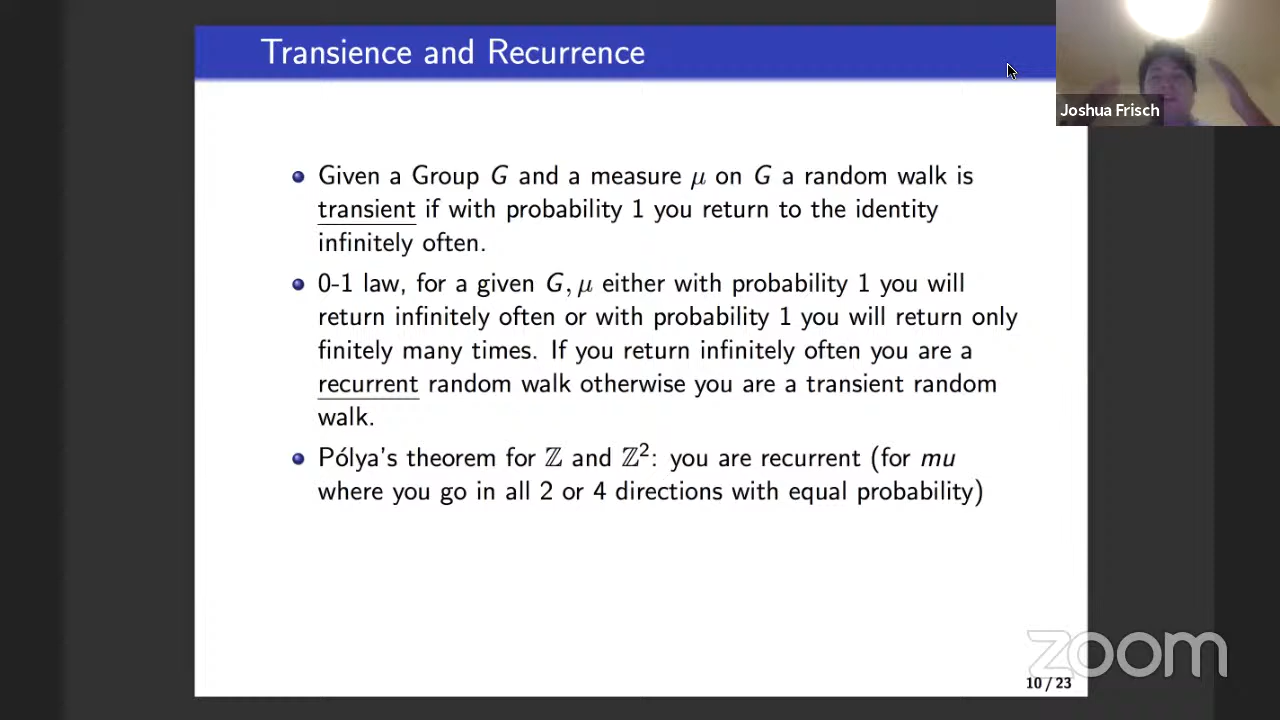 Transience and Recurrence
Joshua Frisch
Given a Group G and a measure μ on G a random walk is
transient if with probability 1 you return to the identity
infinitely often.
0-1 law, for a given G, μ either with probability 1 you will
return infinitely often or with probability 1 you will return only
finitely many times. If you return infinitely often you are a
recurrent random walk otherwise you are a transient random
walk.
Pólya's theorem for ℤ and ℤ²: you are recurrent (for mu
where you go in all 2 or 4 directions with equal probability)
zoom
10 / 23